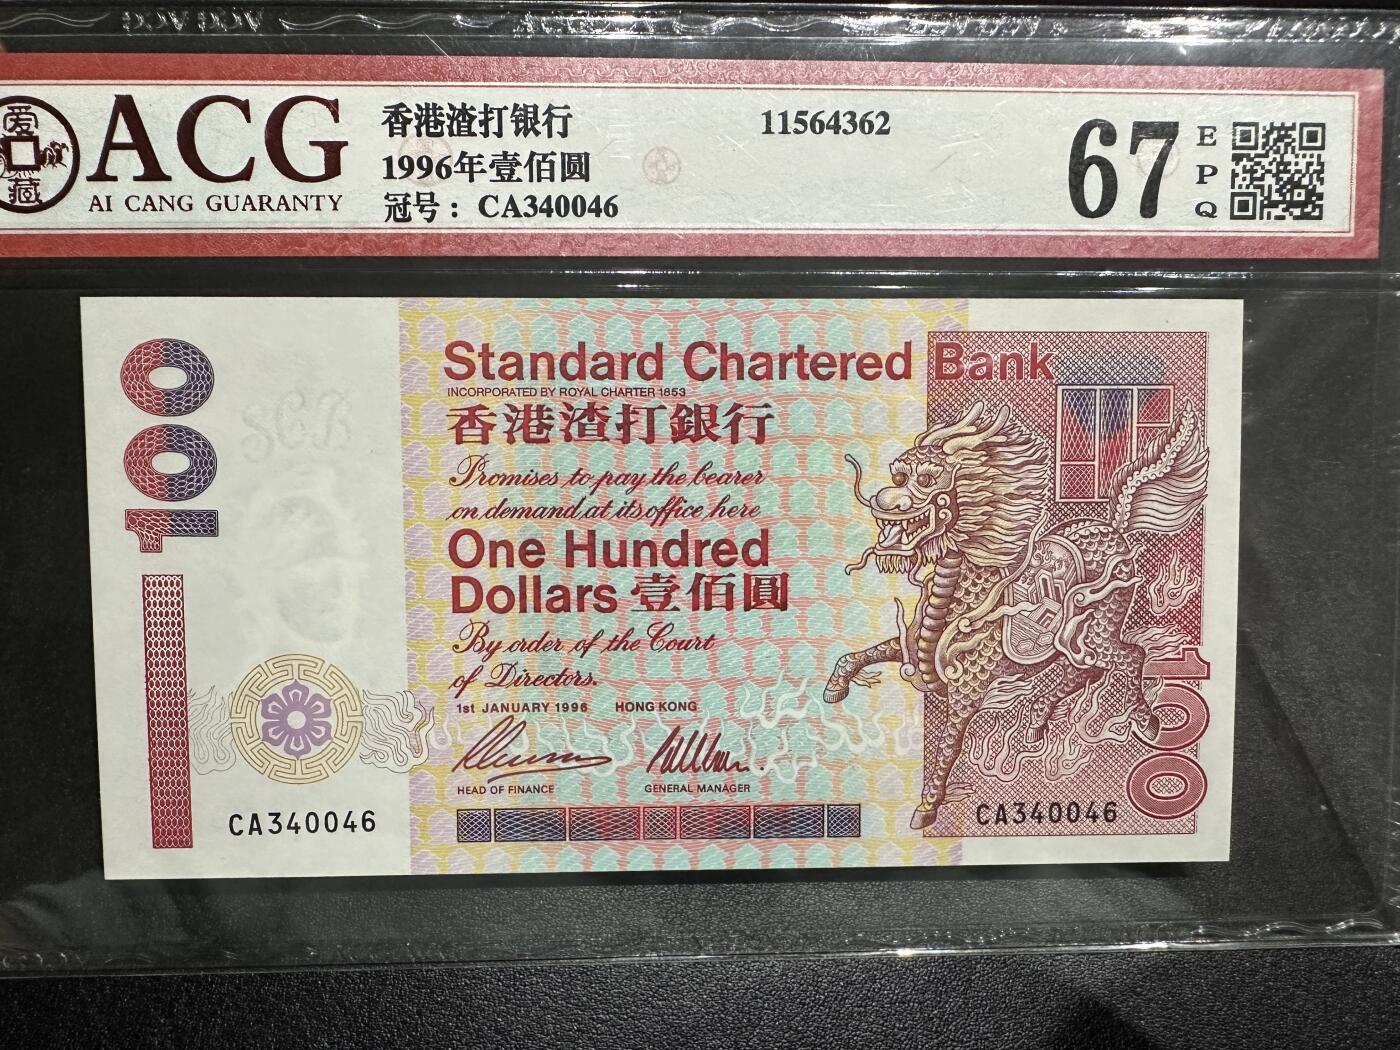 爱藏
ACG
AI CANG GUARANTY
香港渣打银行
1996年壹佰圆
冠号： CA340046
11564362
67
EPQ
100
Standard Chartered Bank
INCORPORATED BY ROYAL CHARTER 1853
香港渣打銀行
Promises to pay the bearer
on demand at its office here
One Hundred
Dollars 壹佰圓
By order of the Court
of Directors.
1st JANUARY 1996 HONG KONG
HEAD OF FINANCE GENERAL MANAGER
CA340046
CA340046
100